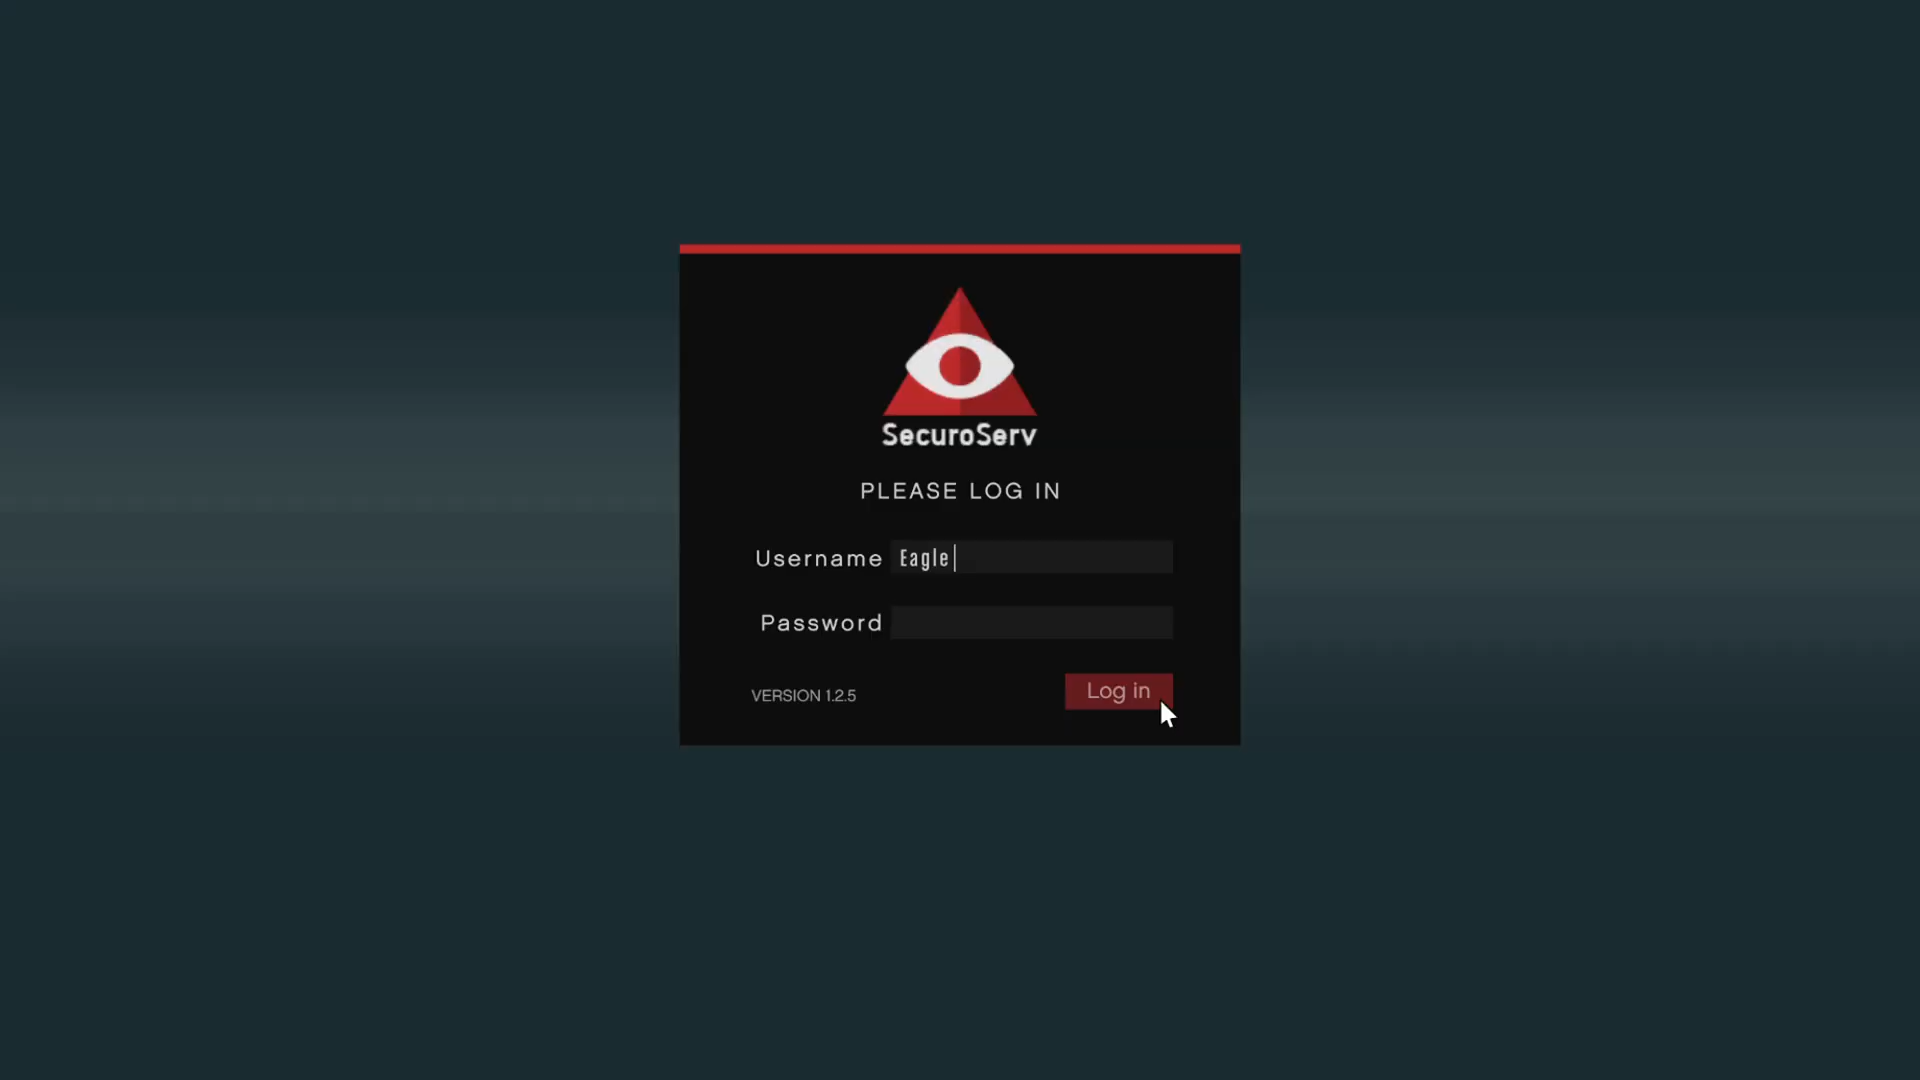 SecuroServ
PLEASE LOG IN
Username Eagle
Password
VERSION 1.2.5
Log in